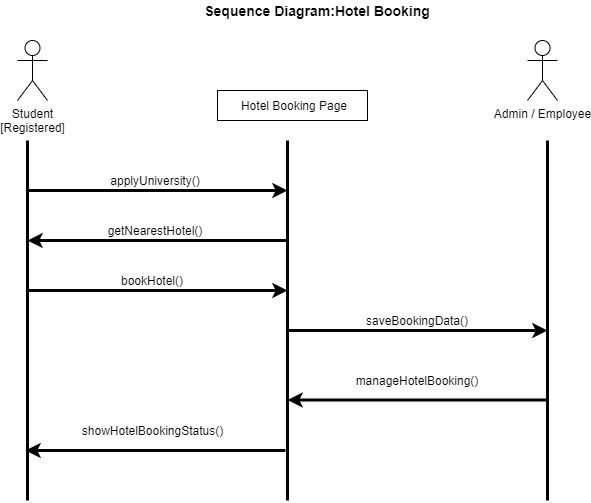 Sequence Diagram:Hotel Booking
Student
[Registered]
Hotel Booking Page
Admin / Employee
applyUniversity()
getNearestHotel()
bookHotel()
saveBookingData()
manageHotelBooking()
showHotelBookingStatus()